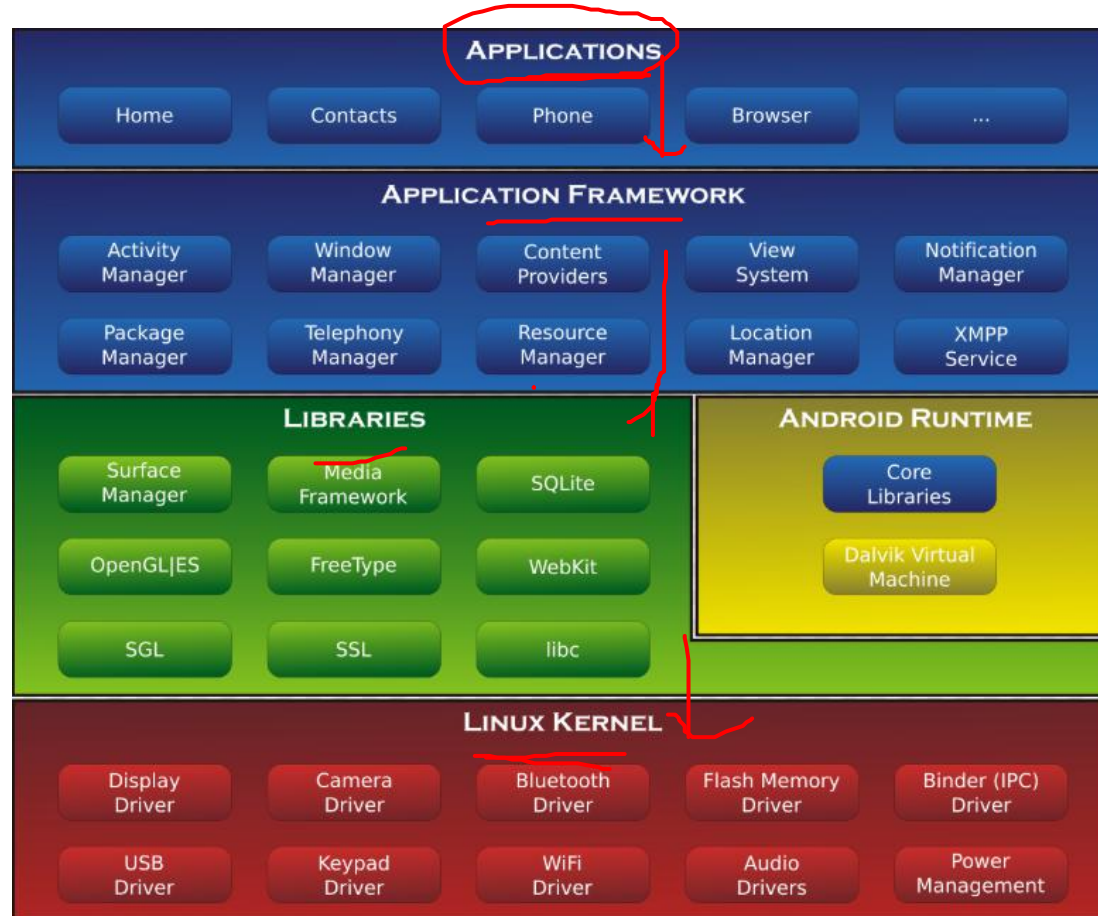 APPLICATIONS
Home
Contacts
Phone
Browser
...
APPLICATION FRAMEWORK
Activity
Manager
Window
Manager
Content
Providers
View
System
Notification
Manager
Package
Manager
Telephony
Manager
Resource
Manager
Location
Manager
XMPP
Service
LIBRARIES
Surface
Manager
Media
Framework
SQLite
OpenGL|ES
FreeType
WebKit
SGL
SSL
libc
ANDROID RUNTIME
Core
Libraries
Dalvik Virtual
Machine
LINUX KERNEL
Display
Driver
Camera
Driver
Bluetooth
Driver
Flash Memory
Driver
Binder (IPC)
Driver
USB
Driver
Keypad
Driver
WiFi
Driver
Audio
Drivers
Power
Management